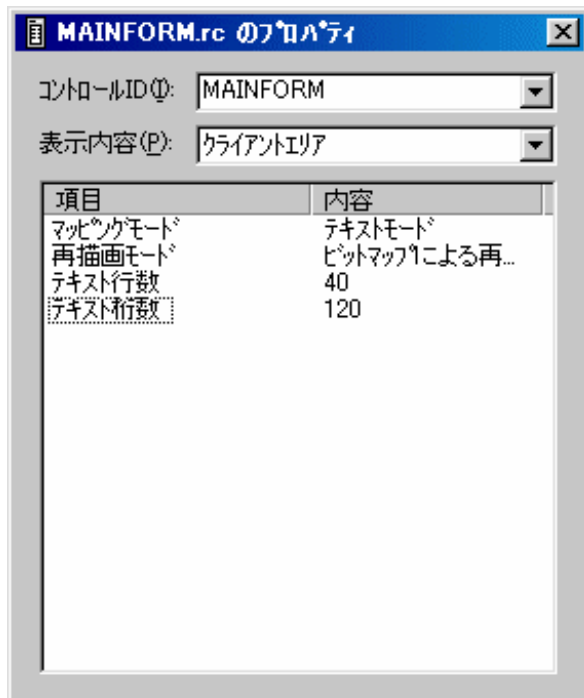 MAINFORM.rc のﾌﾟﾛﾊﾟﾃｨ
ｺﾝﾄﾛｰﾙID(I): MAINFORM
表示内容(P): ｸﾗｲｱﾝﾄｴﾘｱ
項目 内容
ﾏｯﾋﾟﾝｸﾞﾓｰﾄﾞ ﾃｷｽﾄﾓｰﾄﾞ
再描画ﾓｰﾄﾞ ﾋﾞｯﾄﾏｯﾌﾟによる再...
ﾃｷｽﾄ行数 40
ﾃｷｽﾄ桁数 120